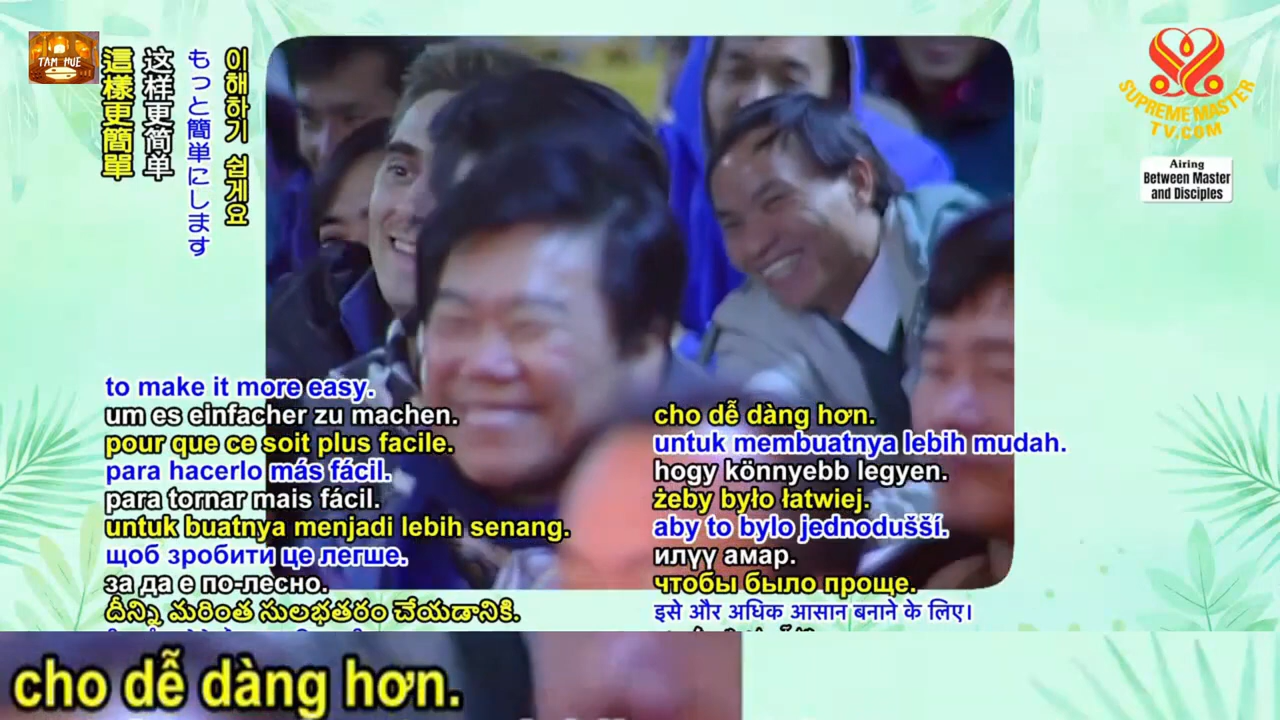 TAM HUE
這樣更簡單
这样更简单
もっと簡単にします
이해하기 쉽게요
SUPREME MASTER
TV.COM
Airing
Between Master
and Disciples
to make it more easy.
um es einfacher zu machen.
pour que ce soit plus facile.
para hacerlo más fácil.
para tornar mais fácil.
untuk buatnya menjadi lebih senang.
щоб зробити це легше.
за да е по-лесно.
దీన్ని మరింత సులభతరం చేయడానికి.
cho dễ dàng hơn.
untuk membuatnya lebih mudah.
hogy könnyebb legyen.
żeby było łatwiej.
aby to bylo jednodušší.
илүү амар.
чтобы было проще.
इसे और अधिक आसान बनाने के लिए।
cho dễ dàng hơn.